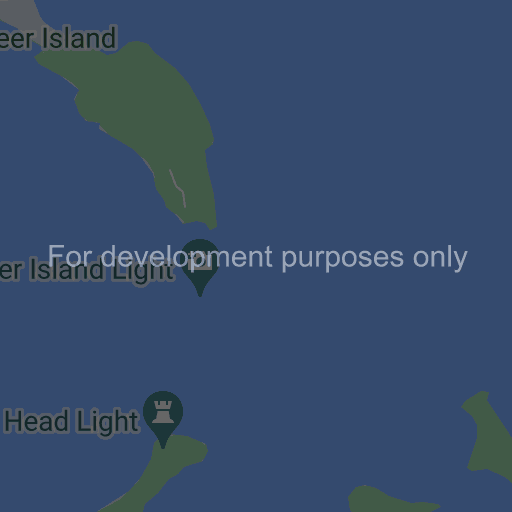 eer Island
For development purposes only
er Island Light
Head Light